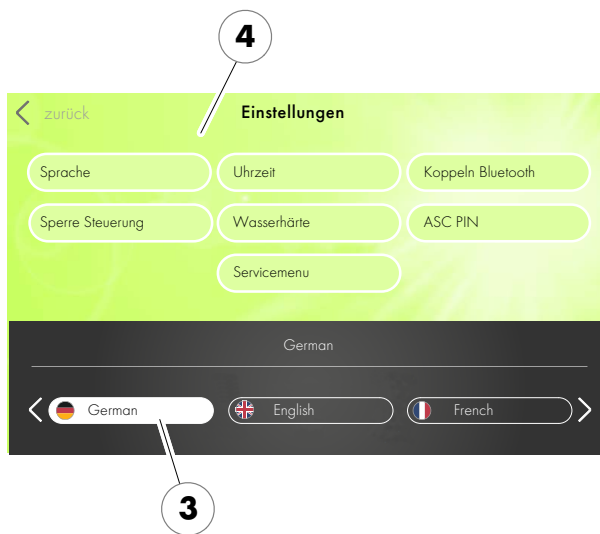 4
zurück Einstellungen
Sprache Uhrzeit Koppeln Bluetooth
Sperre Steuerung Wasserhärte ASC PIN
Servicemenu
German
German English French
3